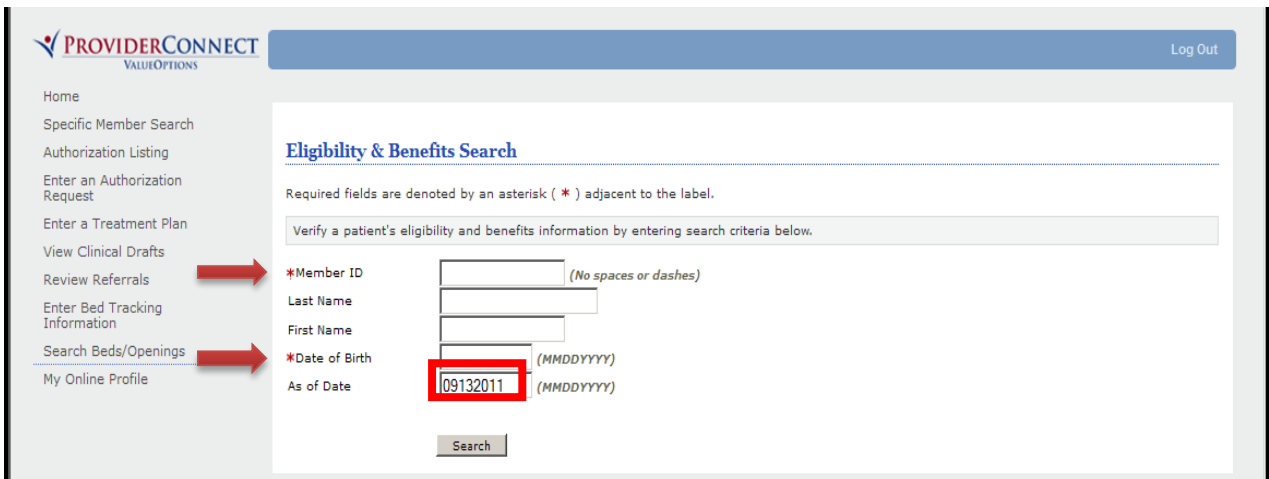 PROVIDERCONNECT
VALUEOPTIONS
Log Out
Home
Specific Member Search
Authorization Listing
Enter an Authorization
Request
Enter a Treatment Plan
View Clinical Drafts
Review Referrals
Enter Bed Tracking
Information
Search Beds/Openings
My Online Profile
Eligibility & Benefits Search
Required fields are denoted by an asterisk ( * ) adjacent to the label.
Verify a patient's eligibility and benefits information by entering search criteria below.
*Member ID (No spaces or dashes)
Last Name
First Name
*Date of Birth (MMDDYYYY)
As of Date 09132011 (MMDDYYYY)
Search